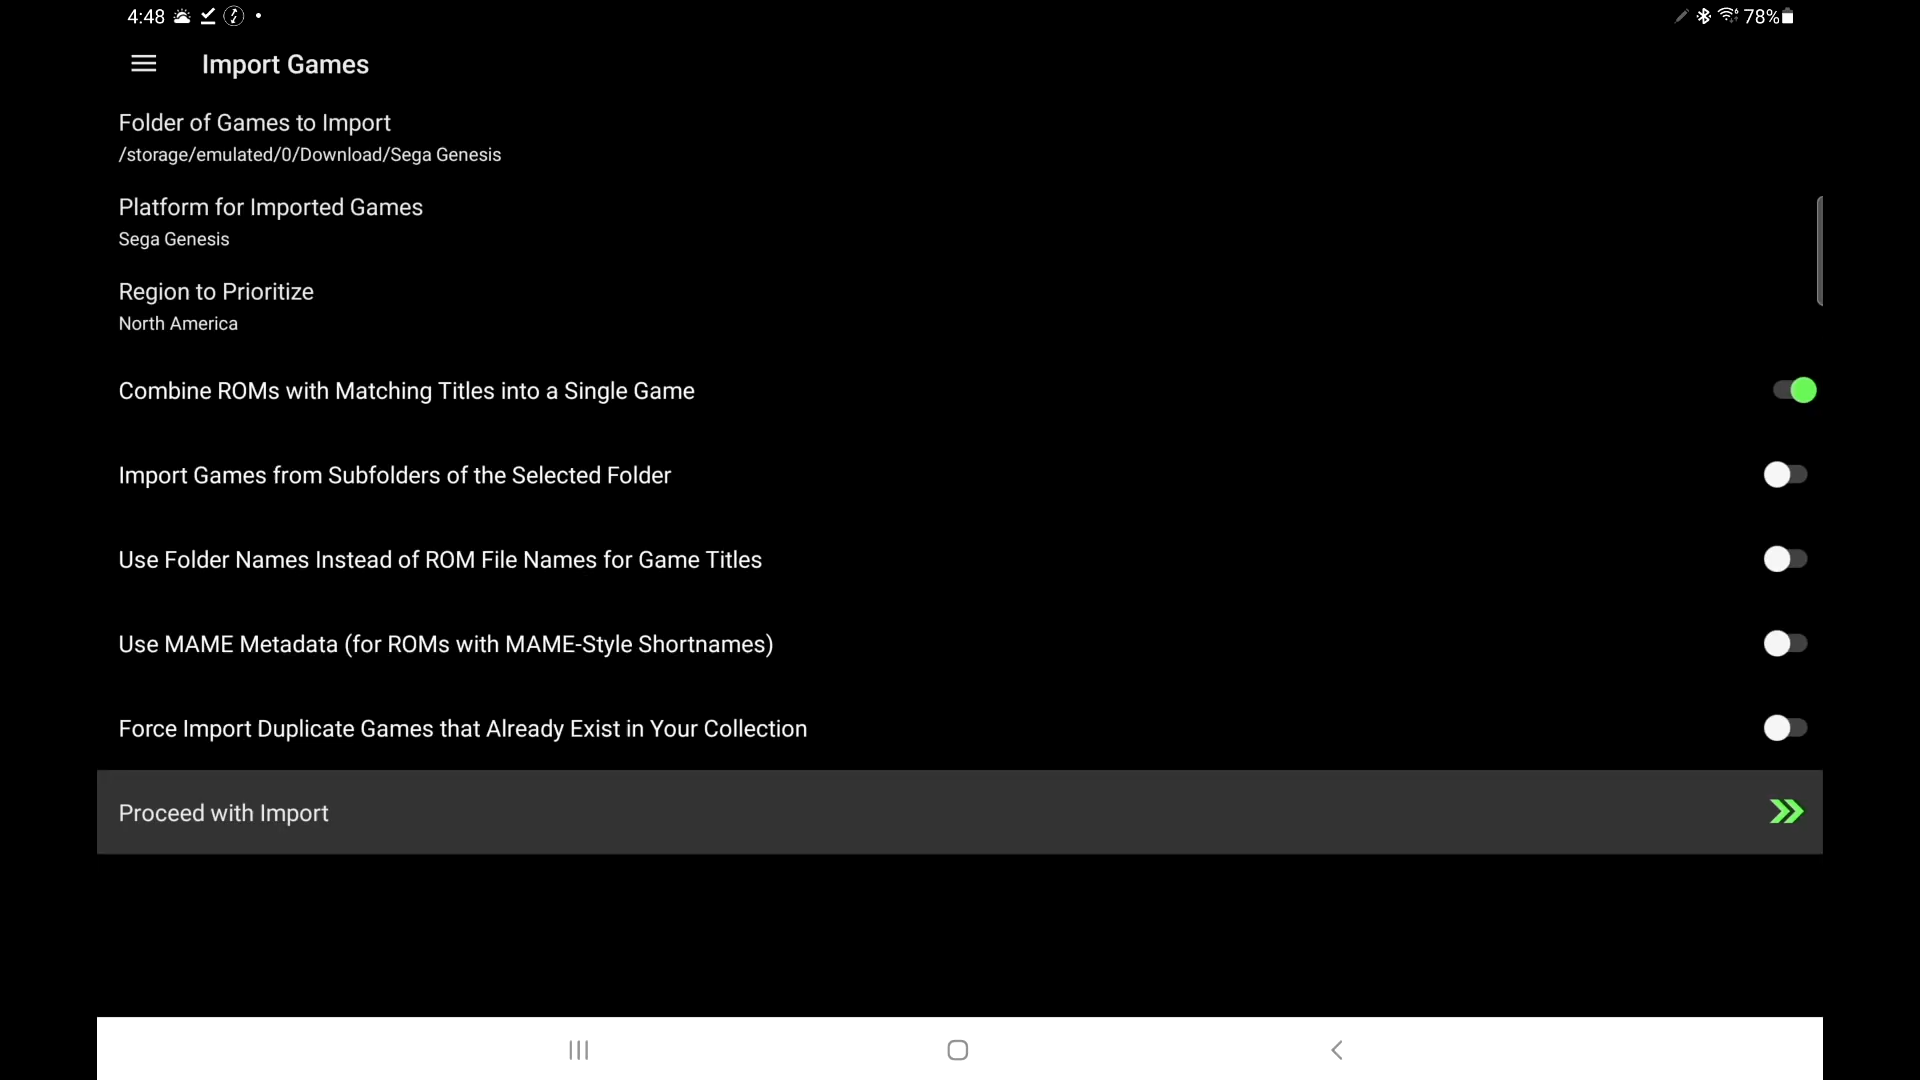 4:48
78%
Import Games
Folder of Games to Import
/storage/emulated/0/Download/Sega Genesis
Platform for Imported Games
Sega Genesis
Region to Prioritize
North America
Combine ROMs with Matching Titles into a Single Game
Import Games from Subfolders of the Selected Folder
Use Folder Names Instead of ROM File Names for Game Titles
Use MAME Metadata (for ROMs with MAME-Style Shortnames)
Force Import Duplicate Games that Already Exist in Your Collection
Proceed with Import